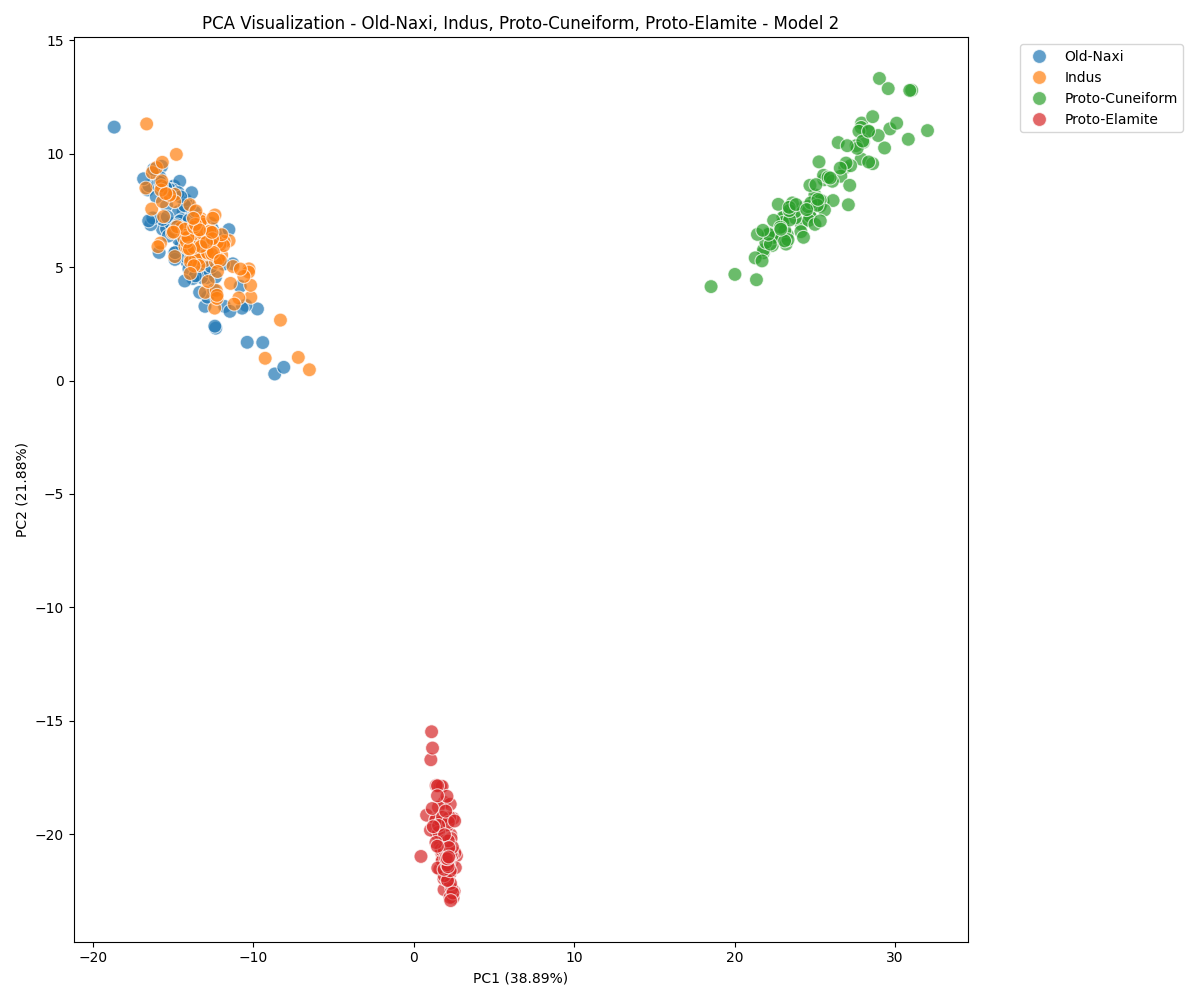 PCA Visualization - Old-Naxi, Indus, Proto-Cuneiform, Proto-Elamite - Model 2
Old-Naxi
Indus
Proto-Cuneiform
Proto-Elamite
15
10
5
0
−5
−10
−15
−20
PC2 (21.88%)
−20
−10
0
10
20
30
PC1 (38.89%)